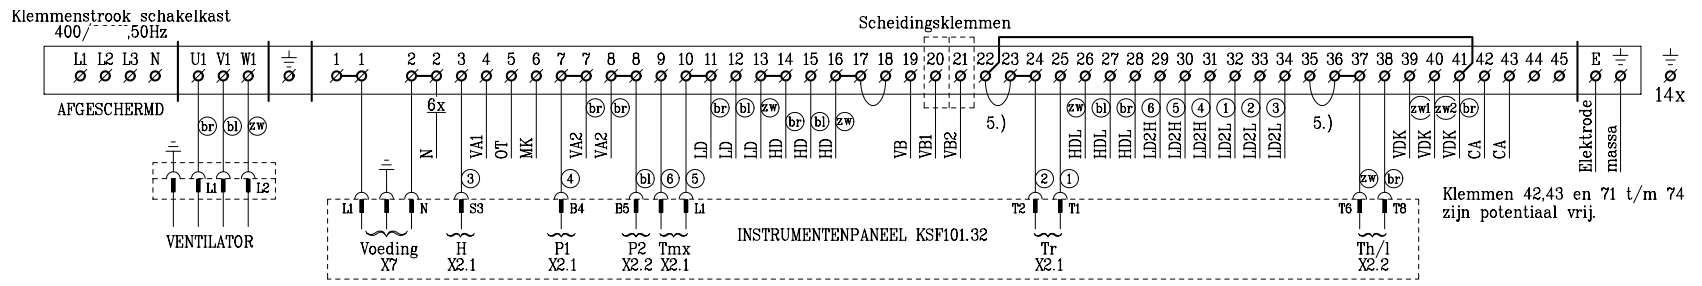 Klemmenstrook schakelkast
400/ ,50Hz
Scheidingsklemmen
L1 L2 L3 N U1 V1 W1 1 1 2 2 3 4 5 6 7 7 8 8 9 10 11 12 13 14 15 16 17 18 19 20 21 22 23 24 25 26 27 28 29 30 31 32 33 34 35 36 37 38 39 40 41 42 43 44 45 E
14x
AFGESCHERMD
6x
br bl zw
br br
br bl zw br bl zw
zw bl br 6 5 4 1 2 3
zw1 zw2 br
5.) 5.)
N VA1 OT MK VA2 VA2 LD LD LD HD HD HD VB VB1 VB2 HDL HDL HDL LD2H LD2H LD2H LD2L LD2L LD2L VDK VDK VDK CA CA Elektrode massa
3 4 bl 6 5 2 1 zw br
L1 L2
L1 N S3 B4 B5 L1 T2 T1 T6 T8
Klemmen 42,43 en 71 t/m 74
zijn potentiaal vrij.
VENTILATOR
INSTRUMENTENPANEEL KSF101.32
Voeding H P1 P2 Tmx Tr Th/l
X7 X2.1 X2.1 X2.2 X2.1 X2.1 X2.2